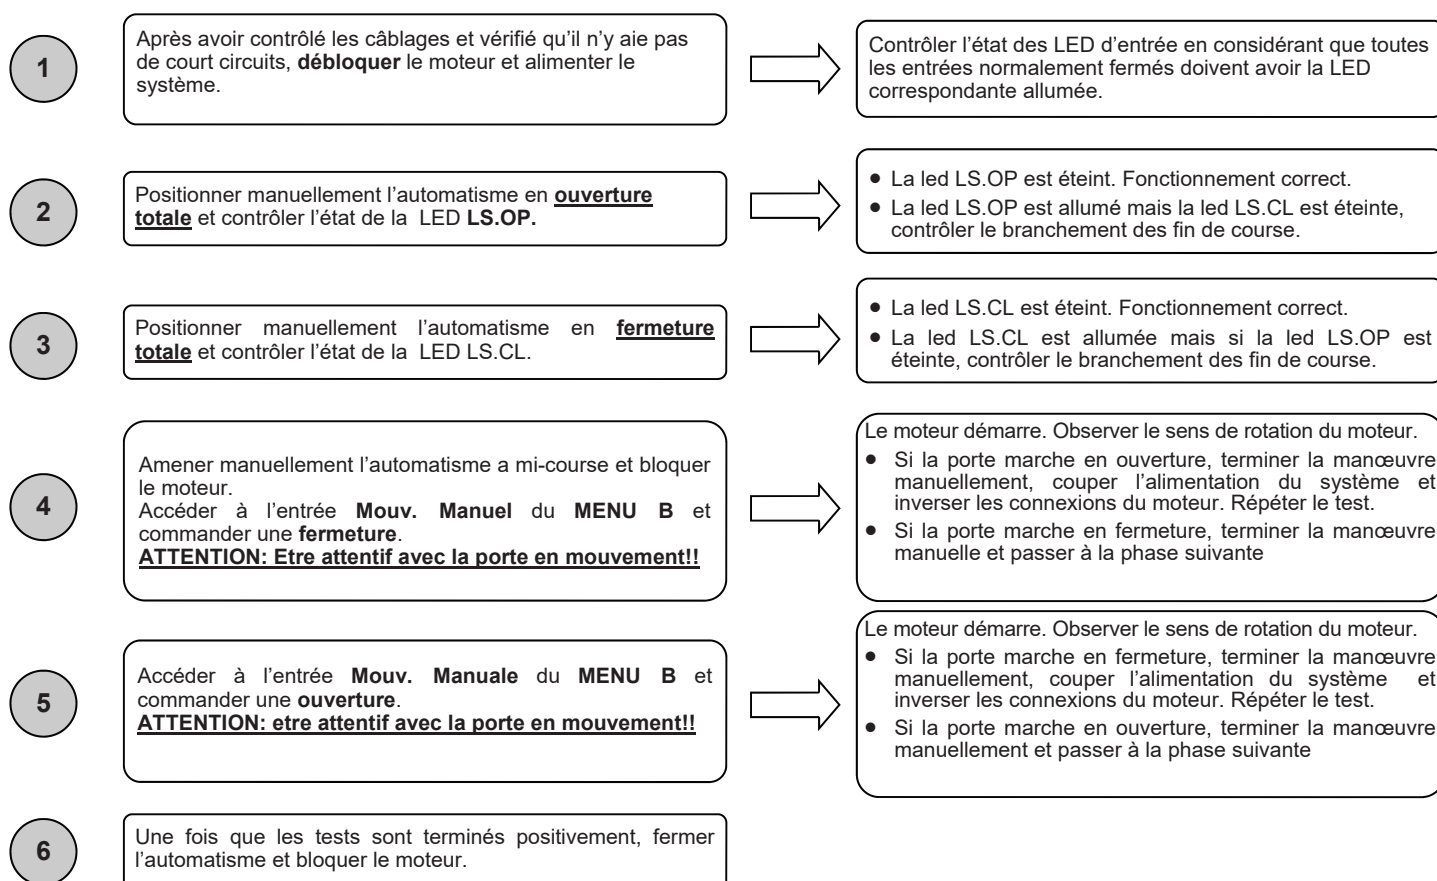 1
Après avoir contrôlé les câblages et vérifié qu'il n'y aie pas
de court circuits, débloquer le moteur et alimenter le
système.
Contrôler l'état des LED d'entrée en considérant que toutes
les entrées normalement fermés doivent avoir la LED
correspondante allumée.
2
Positionner manuellement l'automatisme en ouverture
totale et contrôler l'état de la LED LS.OP.
• La led LS.OP est éteint. Fonctionnement correct.
• La led LS.OP est allumé mais la led LS.CL est éteinte,
contrôler le branchement des fin de course.
3
Positionner manuellement l'automatisme en fermeture
totale et contrôler l'état de la LED LS.CL.
• La led LS.CL est éteint. Fonctionnement correct.
• La led LS.CL est allumée mais si la led LS.OP est
éteinte, contrôler le branchement des fin de course.
4
Amener manuellement l'automatisme a mi-course et bloquer
le moteur.
Accéder à l'entrée Mouv. Manuel du MENU B et
commander une fermeture.
ATTENTION: Etre attentif avec la porte en mouvement!!
Le moteur démarre. Observer le sens de rotation du moteur.
• Si la porte marche en ouverture, terminer la manœuvre
manuellement, couper l'alimentation du système et
inverser les connexions du moteur. Répéter le test.
• Si la porte marche en fermeture, terminer la manœuvre
manuelle et passer à la phase suivante
5
Accéder à l'entrée Mouv. Manuale du MENU B et
commander une ouverture.
ATTENTION: etre attentif avec la porte en mouvement!!
Le moteur démarre. Observer le sens de rotation du moteur.
• Si la porte marche en fermeture, terminer la manœuvre
manuellement, couper l'alimentation du système et
inverser les connexions du moteur. Répéter le test.
• Si la porte marche en ouverture, terminer la manœuvre
manuellement et passer à la phase suivante
6
Une fois que les tests sont terminés positivement, fermer
l'automatisme et bloquer le moteur.